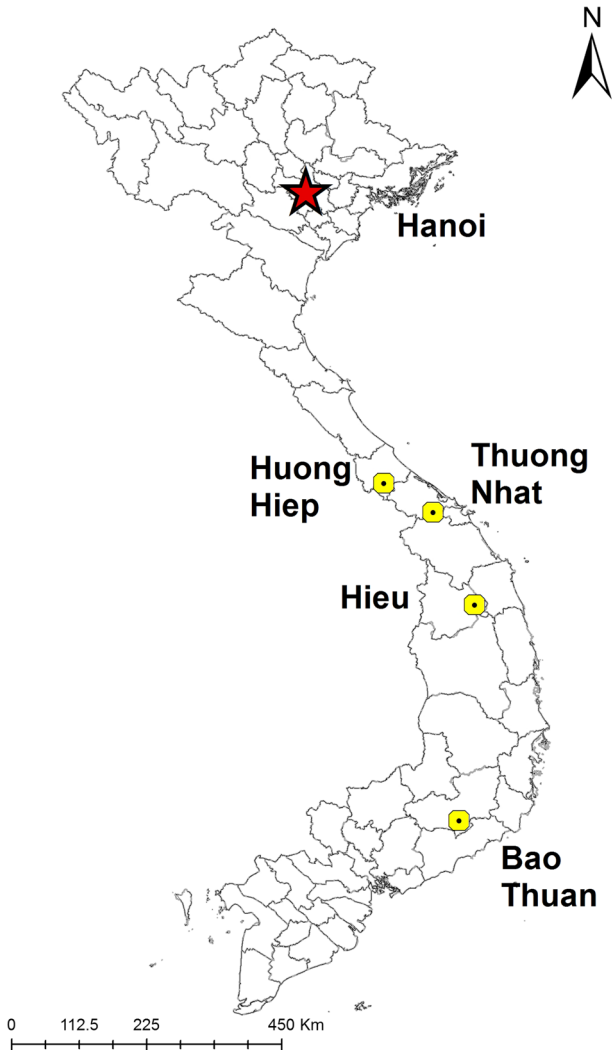 N
Hanoi
Huong
Hiep
Thuong
Nhat
Hieu
Bao
Thuan
0 112.5 225 450 Km